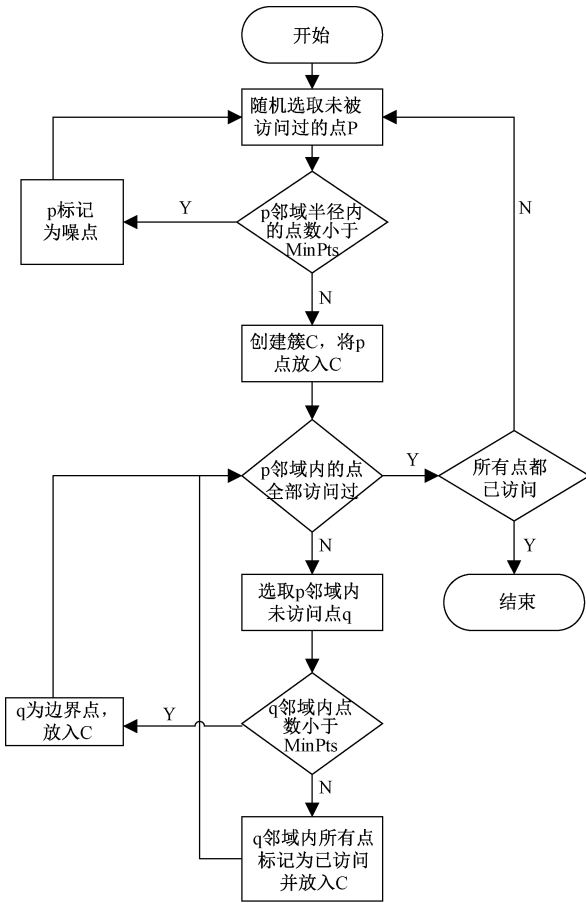 开始
随机选取未被
访问过的点P
p标记
为噪点
Y
p邻域半径内
的点数小于
MinPts
N
N
创建簇C，将p
点放入C
p邻域内的点
全部访问过
Y
所有点都
已访问
N
Y
选取p邻域内
未访问点q
结束
q为边界点，
放入C
Y
q邻域内点
数小于
MinPts
N
q邻域内所有点
标记为已访问
并放入C